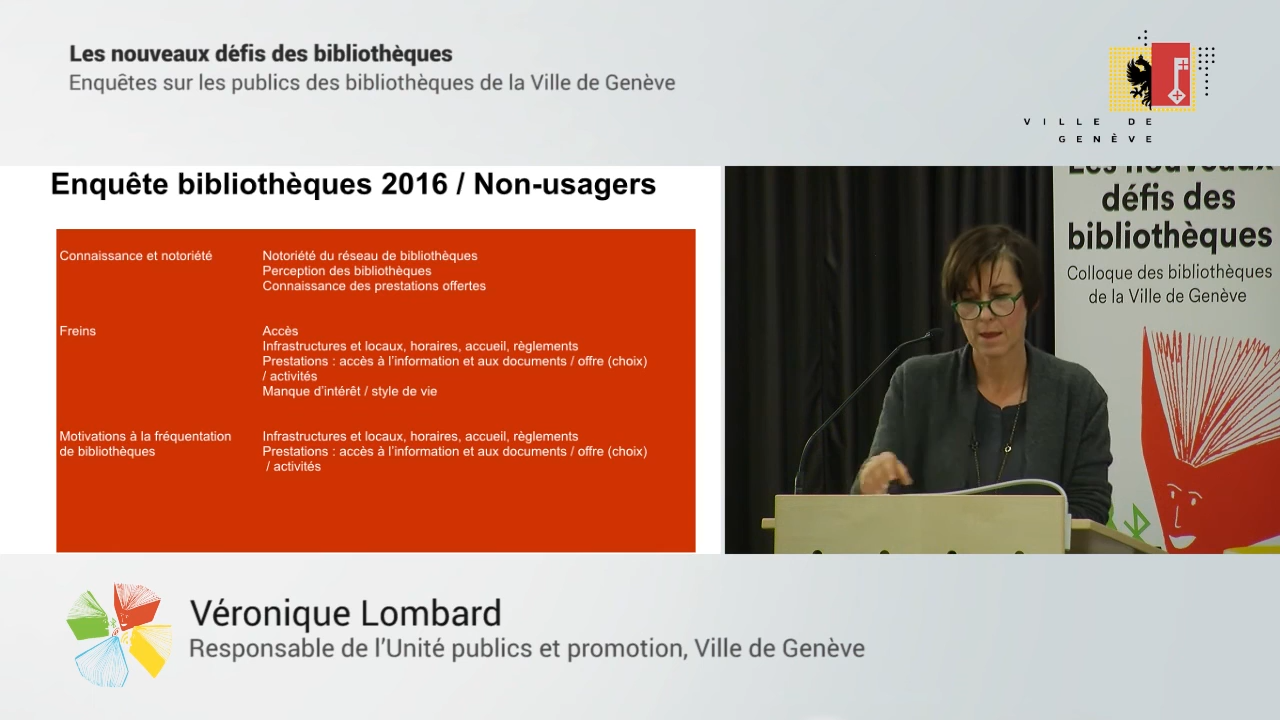 Les nouveaux défis des bibliothèques
Enquêtes sur les publics des bibliothèques de la Ville de Genève
VILLE DE
GENÈVE
Enquête bibliothèques 2016 / Non-usagers
Connaissance et notoriété
Notoriété du réseau de bibliothèques
Perception des bibliothèques
Connaissance des prestations offertes
Freins
Accès
Infrastructures et locaux, horaires, accueil, règlements
Prestations : accès à l'information et aux documents / offre (choix)
/ activités
Manque d'intérêt / style de vie
Motivations à la fréquentation
de bibliothèques
Infrastructures et locaux, horaires, accueil, règlements
Prestations : accès à l'information et aux documents / offre (choix)
/ activités
Les nouveaux
défis des
bibliothèques
Colloque des bibliothèques
de la Ville de Genève
Véronique Lombard
Responsable de l'Unité publics et promotion, Ville de Genève